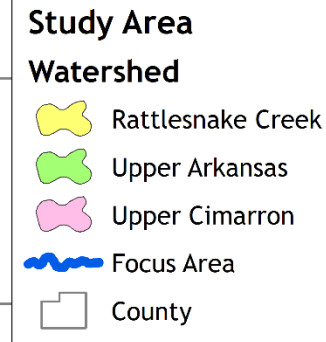 Study Area
Watershed
Rattlesnake Creek
Upper Arkansas
Upper Cimarron
Focus Area
County